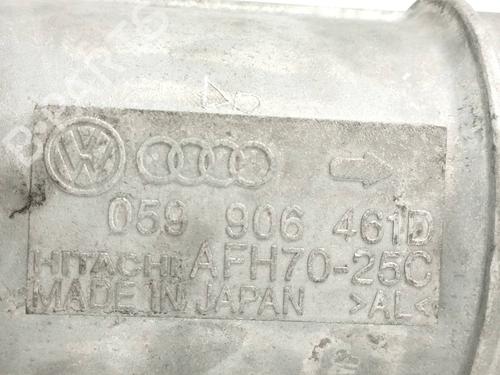 059 906 461D
HITACHI AFH70-25C
MADE IN JAPAN >AL<